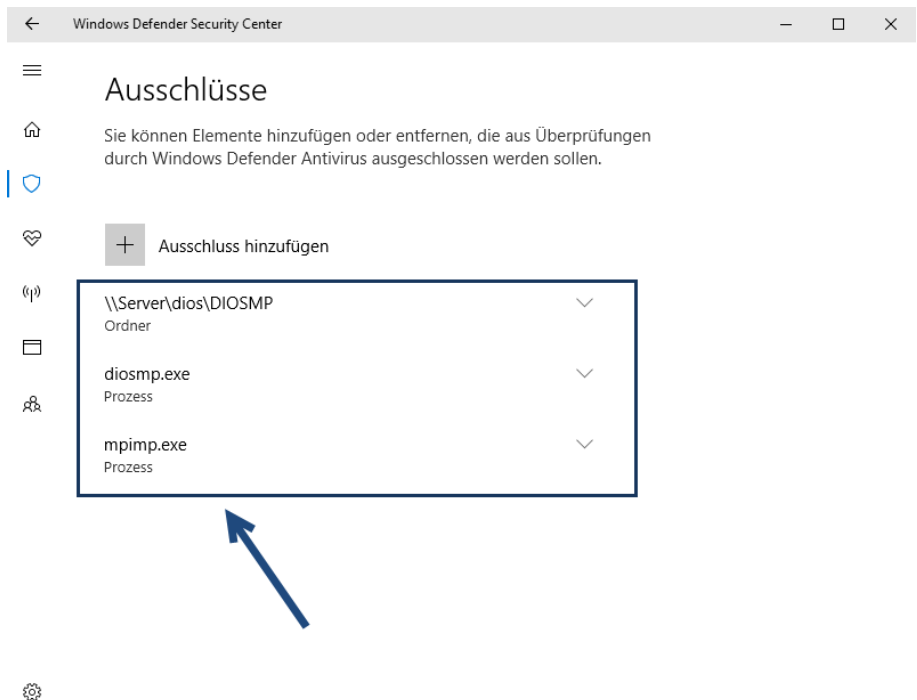 Windows Defender Security Center
Ausschlüsse
Sie können Elemente hinzufügen oder entfernen, die aus Überprüfungen
durch Windows Defender Antivirus ausgeschlossen werden sollen.
Ausschluss hinzufügen
\\Server\dios\DIOSMP
Ordner
diosmp.exe
Prozess
mpimp.exe
Prozess